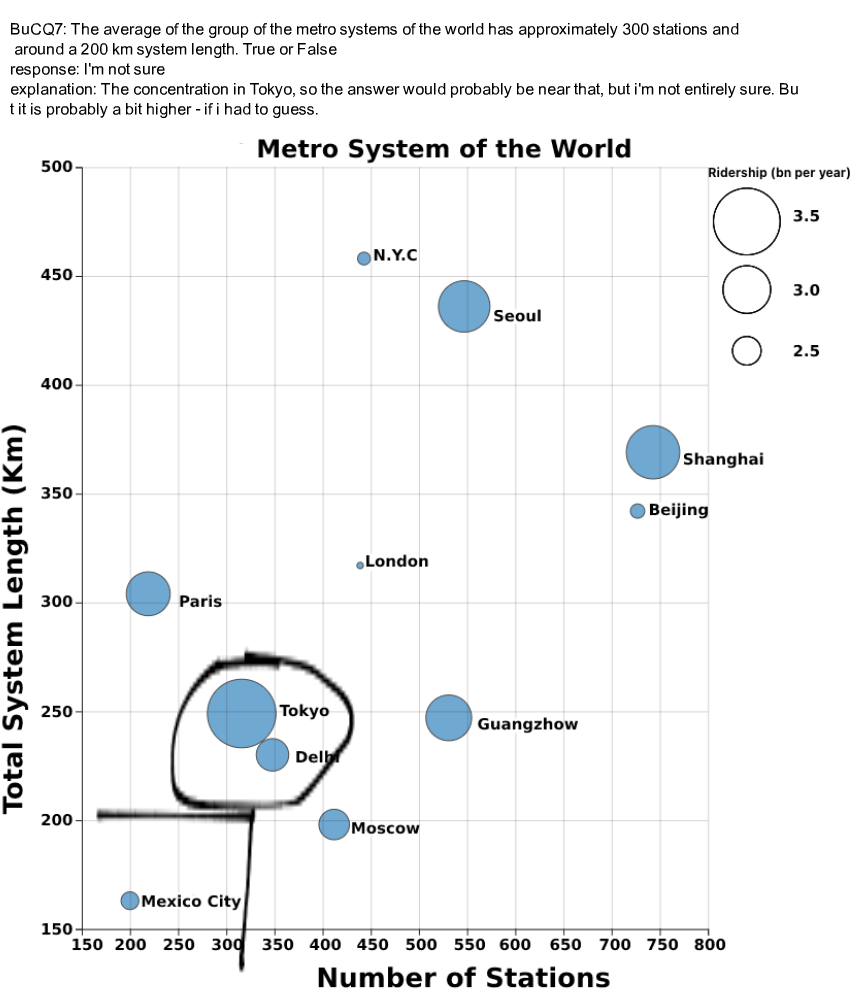 BuCQ7: The average of the group of the metro systems of the world has approximately 300 stations and
around a 200 km system length. True or False
response: I'm not sure
explanation: The concentration in Tokyo, so the answer would probably be near that, but i'm not entirely sure. Bu
t it is probably a bit higher - if i had to guess.
Metro System of the World
Ridership (bn per year)
3.5
3.0
2.5
Total System Length (Km)
500
450
400
350
300
250
200
150
N.Y.C
Seoul
Shanghai
Beijing
London
Paris
Tokyo
Guangzhow
Delhi
Moscow
Mexico City
150 200 250 300 350 400 450 500 550 600 650 700 750 800
Number of Stations